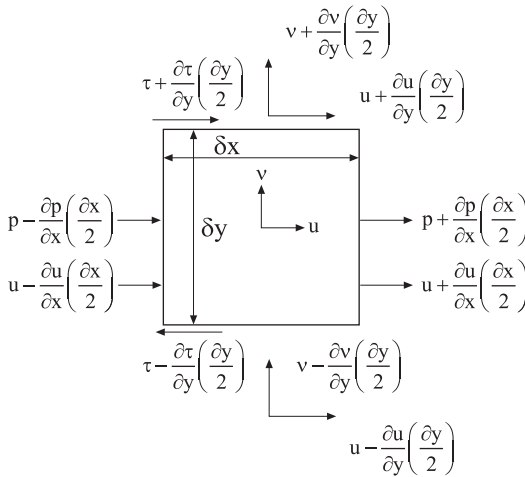 ν + ∂ν/∂y (∂y/2)
τ + ∂τ/∂y (∂y/2)
u + ∂u/∂y (∂y/2)
δx
ν
p − ∂p/∂x (∂x/2)
δy
u
p + ∂p/∂x (∂x/2)
u − ∂u/∂x (∂x/2)
u + ∂u/∂x (∂x/2)
τ − ∂τ/∂y (∂y/2)
ν − ∂ν/∂y (∂y/2)
u − ∂u/∂y (∂y/2)